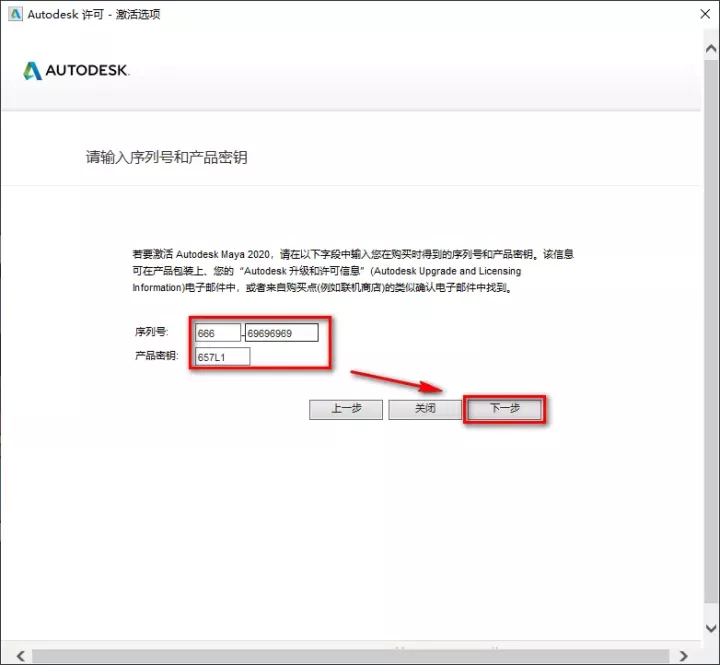 Autodesk 许可 - 激活选项
AUTODESK.
请输入序列号和产品密钥
若要激活 Autodesk Maya 2020，请在以下字段中输入您在购买时得到的序列号和产品密钥。该信息
可在产品包装上、您的“Autodesk 升级和许可信息”(Autodesk Upgrade and Licensing
Information)电子邮件中，或者来自购买点(例如联机商店)的类似确认电子邮件中找到。
序列号: 666 - 69696969
产品密钥: 657L1
上一步 关闭 下一步